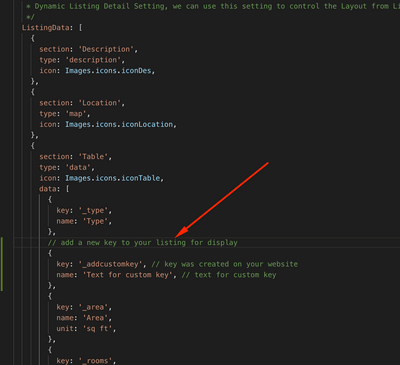 * Dynamic Listing Detail Setting, we can use this setting to control the Layout from Li
*/
ListingData: [
{
section: 'Description',
type: 'description',
icon: Images.icons.iconDes,
},
{
section: 'Location',
type: 'map',
icon: Images.icons.iconLocation,
},
{
section: 'Table',
type: 'data',
icon: Images.icons.iconTable,
data: [
{
key: '_type',
name: 'Type',
},
// add a new key to your listing for display
{
key: '_addcustomkey', // key was created on your website
name: 'Text for custom key', // text for custom key
},
{
key: '_area',
name: 'Area',
unit: 'sq ft',
},
{
key: '_rooms',